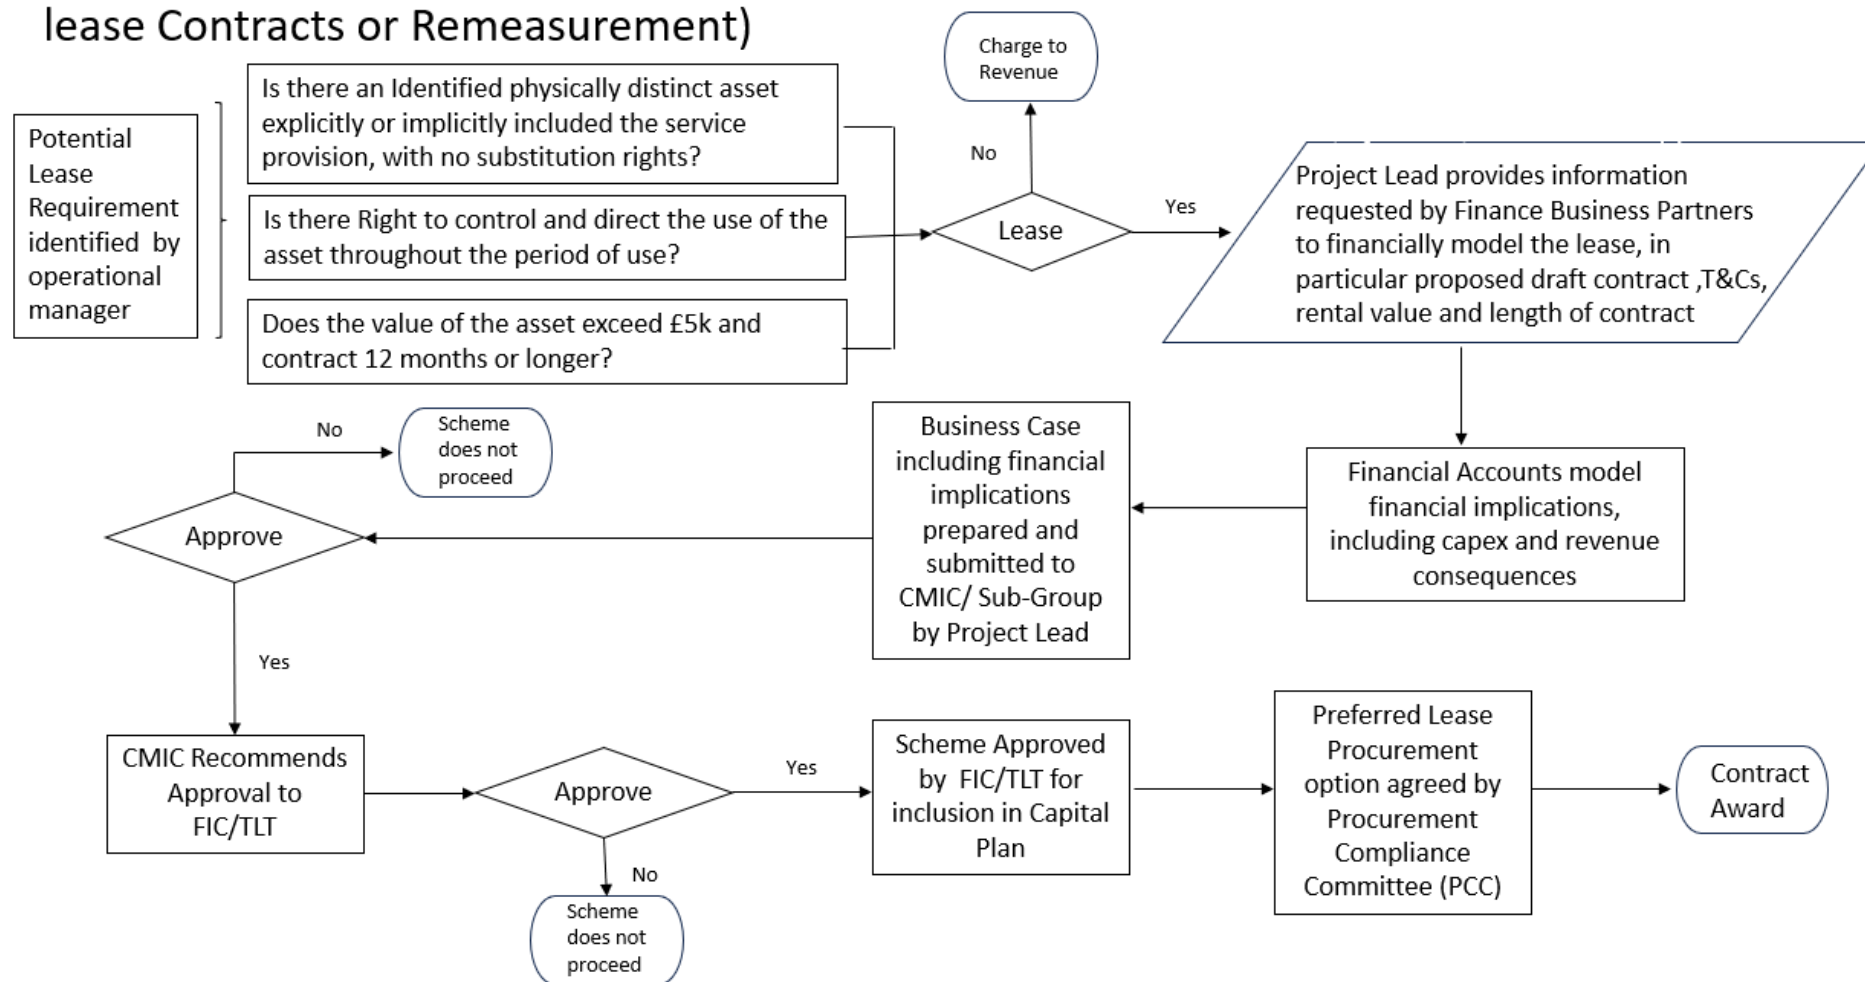 lease Contracts or Remeasurement)
Potential
Lease
Requirement
identified by
operational
manager
Is there an Identified physically distinct asset
explicitly or implicitly included the service
provision, with no substitution rights?
Is there Right to control and direct the use of the
asset throughout the period of use?
Does the value of the asset exceed £5k and
contract 12 months or longer?
Charge to
Revenue
No
Lease
Yes
Project Lead provides information
requested by Finance Business Partners
to financially model the lease, in
particular proposed draft contract ,T&Cs,
rental value and length of contract
Financial Accounts model
financial implications,
including capex and revenue
consequences
Business Case
including financial
implications
prepared and
submitted to
CMIC/ Sub-Group
by Project Lead
No
Scheme
does not
proceed
Approve
Yes
CMIC Recommends
Approval to
FIC/TLT
Approve
Yes
No
Scheme
does not
proceed
Scheme Approved
by FIC/TLT for
inclusion in Capital
Plan
Preferred Lease
Procurement
option agreed by
Procurement
Compliance
Committee (PCC)
Contract
Award